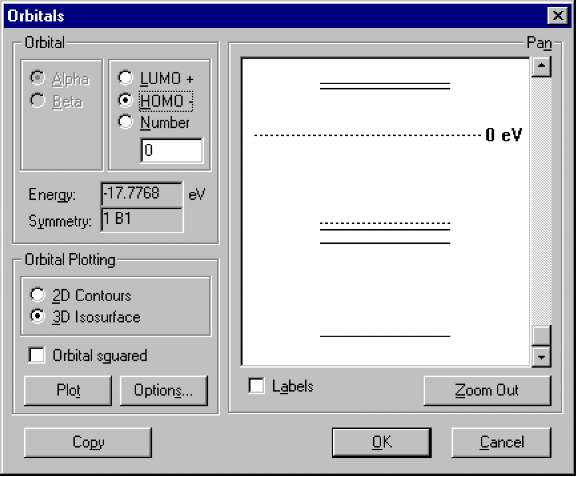 Orbitals
Orbital
Alpha
Beta
LUMO +
HOMO -
Number
0
Energy: -17.7768 eV
Symmetry: 1 B1
Orbital Plotting
2D Contours
3D Isosurface
Orbital squared
Plot Options...
Copy
Pan
0 eV
Labels
Zoom Out
OK Cancel